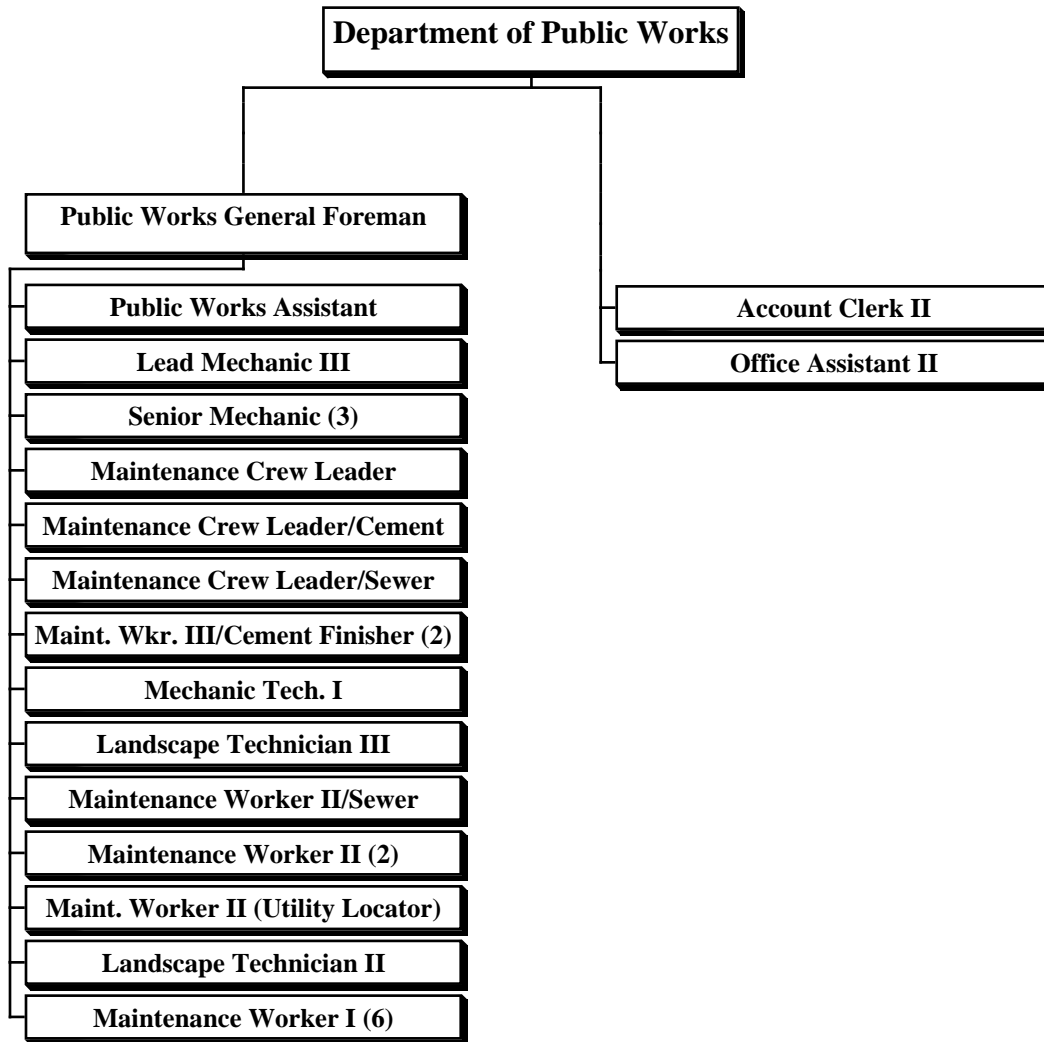 Department of Public Works
Public Works General Foreman
Public Works Assistant
Lead Mechanic III
Senior Mechanic (3)
Maintenance Crew Leader
Maintenance Crew Leader/Cement
Maintenance Crew Leader/Sewer
Maint. Wkr. III/Cement Finisher (2)
Mechanic Tech. I
Landscape Technician III
Maintenance Worker II/Sewer
Maintenance Worker II (2)
Maint. Worker II (Utility Locator)
Landscape Technician II
Maintenance Worker I (6)
Account Clerk II
Office Assistant II